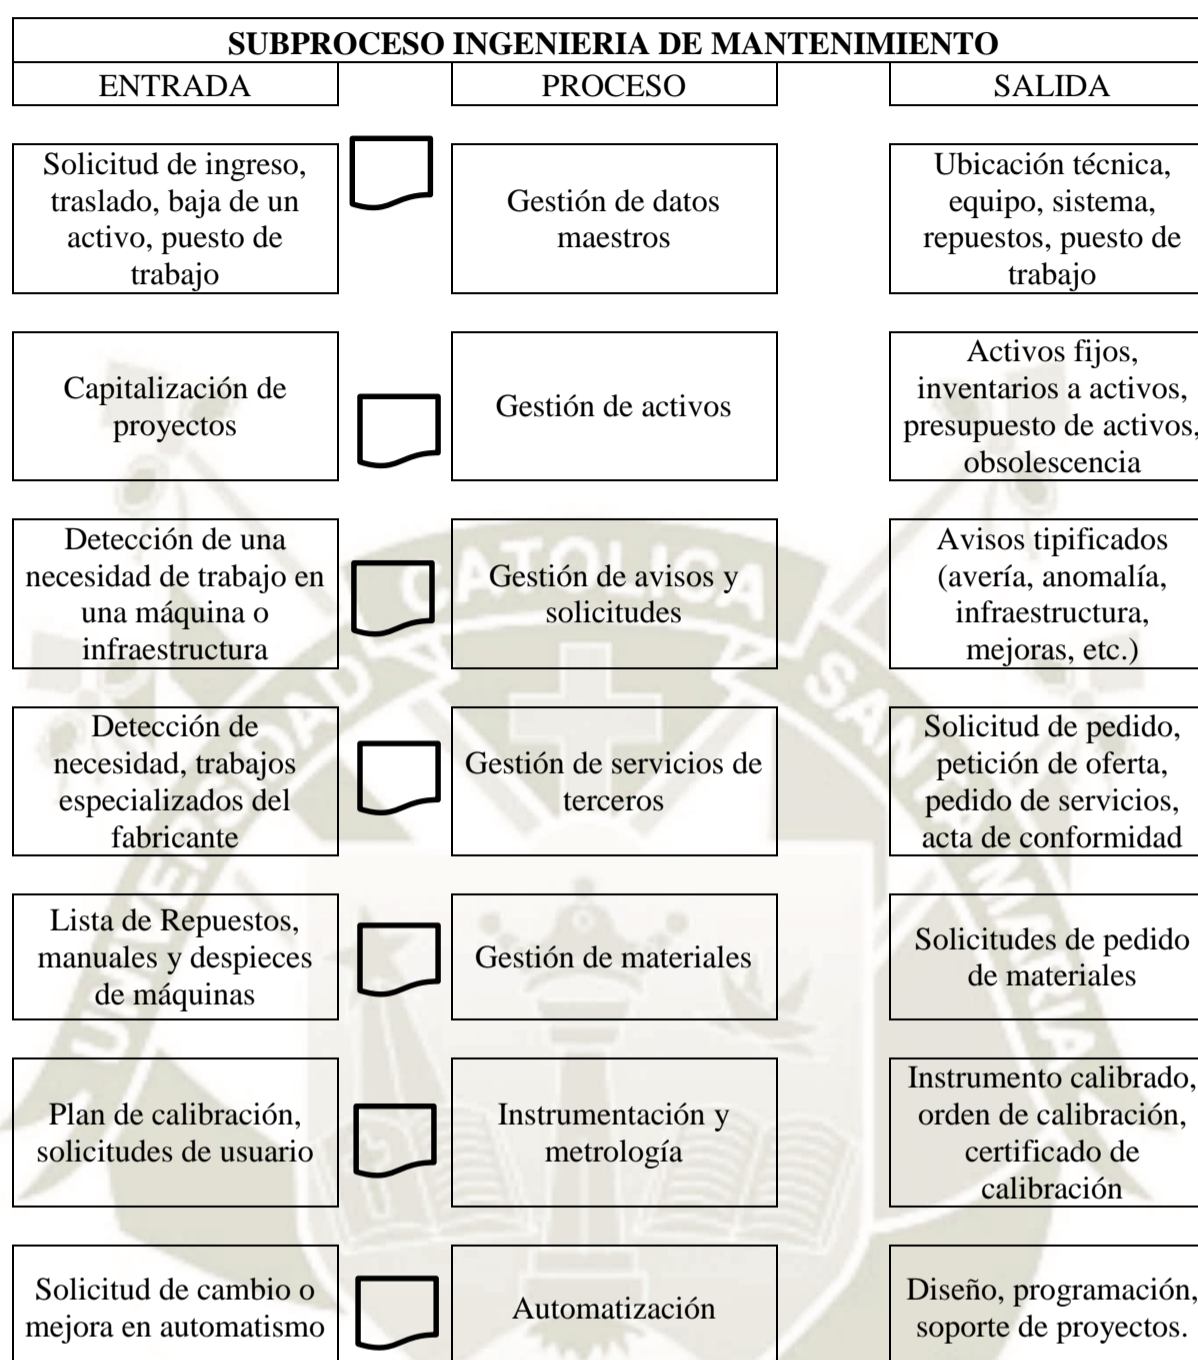 SUBPROCESO INGENIERIA DE MANTENIMIENTO
ENTRADA
PROCESO
SALIDA
Solicitud de ingreso,
traslado, baja de un
activo, puesto de
trabajo
Gestión de datos
maestros
Ubicación técnica,
equipo, sistema,
repuestos, puesto de
trabajo
Capitalización de
proyectos
Gestión de activos
Activos fijos,
inventarios a activos,
presupuesto de activos,
obsolescencia
Detección de una
necesidad de trabajo en
una máquina o
infraestructura
Gestión de avisos y
solicitudes
Avisos tipificados
(avería, anomalía,
infraestructura,
mejoras, etc.)
Detección de
necesidad, trabajos
especializados del
fabricante
Gestión de servicios de
terceros
Solicitud de pedido,
petición de oferta,
pedido de servicios,
acta de conformidad
Lista de Repuestos,
manuales y despieces
de máquinas
Gestión de materiales
Solicitudes de pedido
de materiales
Plan de calibración,
solicitudes de usuario
Instrumentación y
metrología
Instrumento calibrado,
orden de calibración,
certificado de
calibración
Solicitud de cambio o
mejora en automatismo
Automatización
Diseño, programación,
soporte de proyectos.
UNIVERSIDAD CATOLICA SANTA MARIA